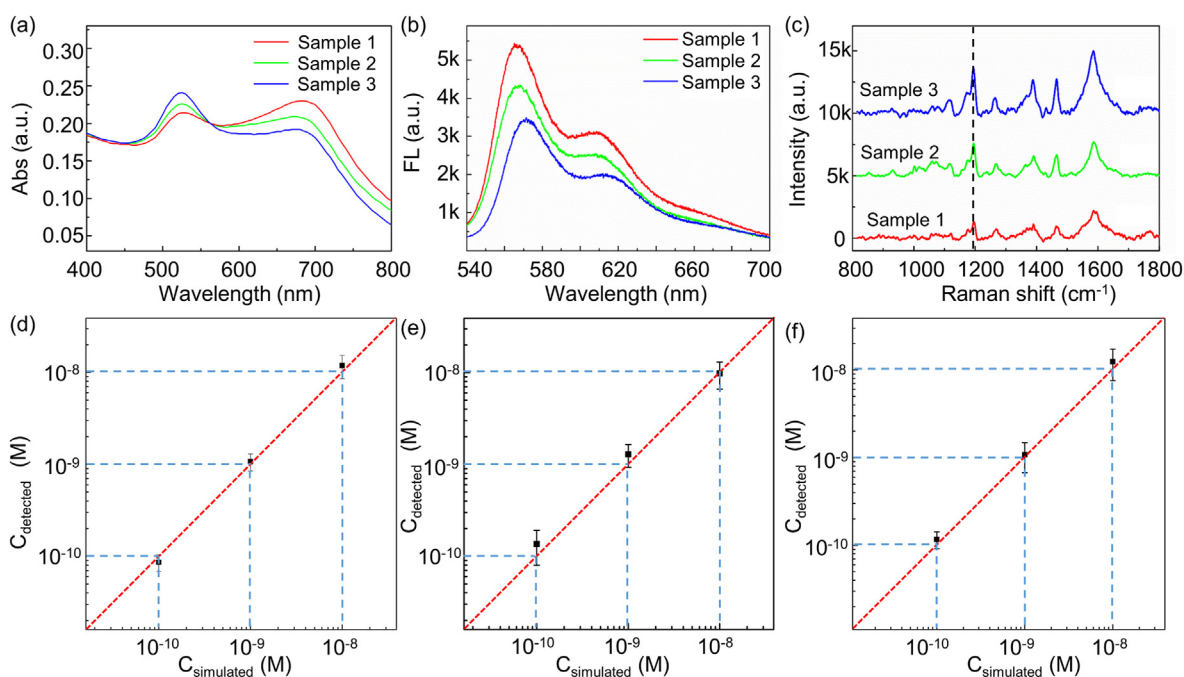 (a)
0.30
0.25
0.20
0.15
0.10
0.05
Abs (a.u.)
Sample 1
Sample 2
Sample 3
400 500 600 700 800
Wavelength (nm)
(b)
5k
4k
3k
2k
1k
FL (a.u.)
Sample 1
Sample 2
Sample 3
540 580 620 660 700
Wavelength (nm)
(c)
15k
10k
5k
0
Intensity (a.u.)
Sample 3
Sample 2
Sample 1
800 1000 1200 1400 1600 1800
Raman shift (cm⁻¹)
(d)
10⁻⁸
10⁻⁹
10⁻¹⁰
C_detected (M)
10⁻¹⁰ 10⁻⁹ 10⁻⁸
C_simulated (M)
(e)
10⁻⁸
10⁻⁹
10⁻¹⁰
C_detected (M)
10⁻¹⁰ 10⁻⁹ 10⁻⁸
C_simulated (M)
(f)
10⁻⁸
10⁻⁹
10⁻¹⁰
C_detected (M)
10⁻¹⁰ 10⁻⁹ 10⁻⁸
C_simulated (M)